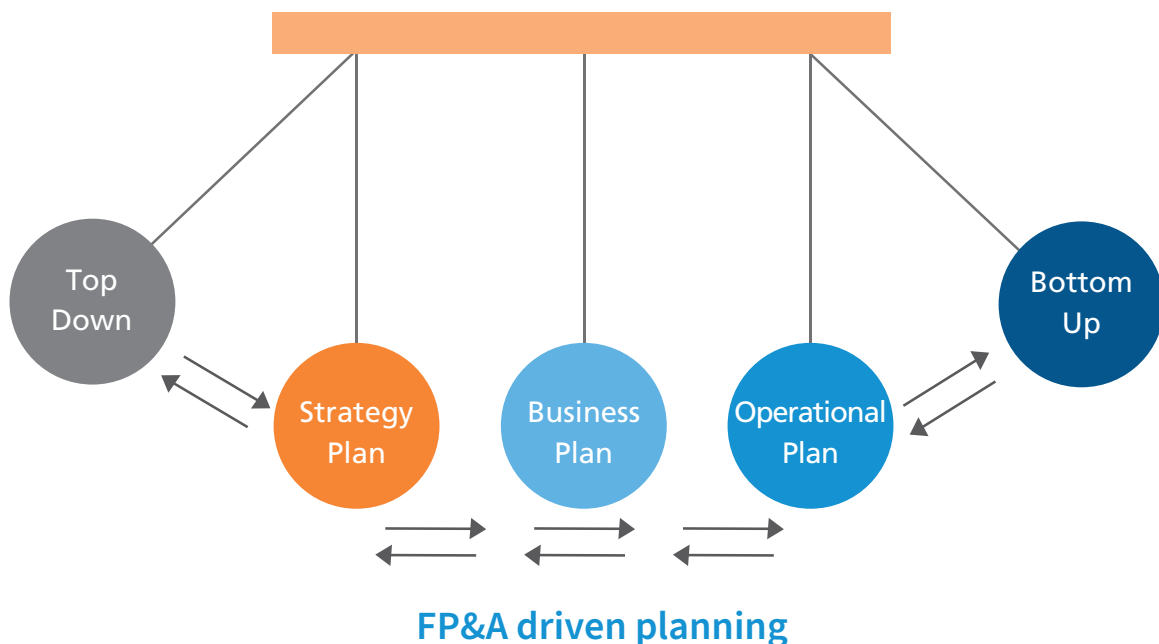 Top
Down
Strategy
Plan
Business
Plan
Operational
Plan
Bottom
Up
FP&A driven planning